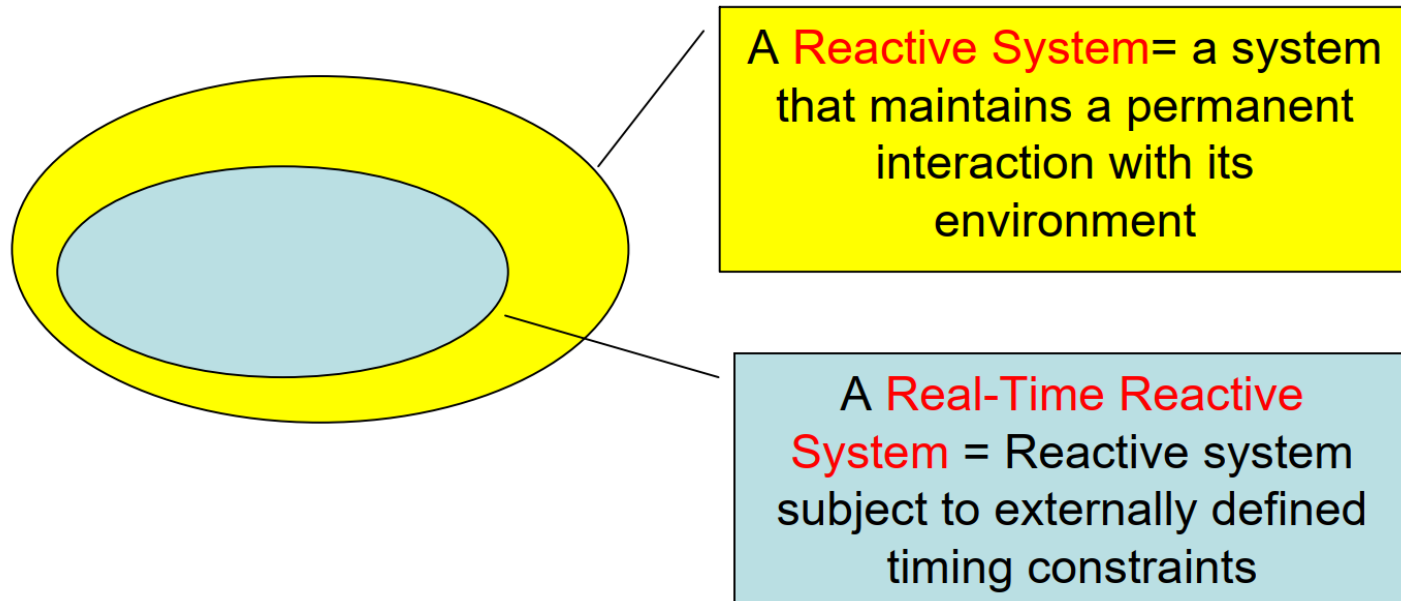 A Reactive System= a system
that maintains a permanent
interaction with its
environment
A Real-Time Reactive
System = Reactive system
subject to externally defined
timing constraints